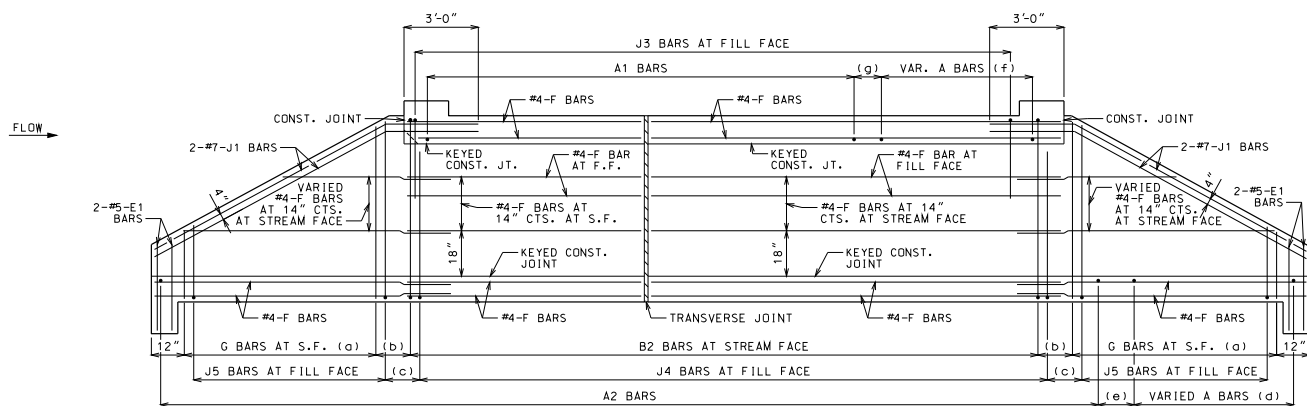 3'-0"
3'-0"
J3 BARS AT FILL FACE
A1 BARS
(g)
VAR. A BARS (f)
#4-F BARS
#4-F BARS
FLOW
CONST. JOINT
CONST. JOINT
2-#7-J1 BARS
2-#7-J1 BARS
KEYED
CONST. JT.
#4-F BAR
AT F.F.
KEYED
CONST. JT.
#4-F BAR AT
FILL FACE
4"
4"
VARIED
#4-F BARS
AT 14" CTS.
AT STREAM FACE
VARIED
#4-F BARS
AT 14" CTS.
AT STREAM FACE
2-#5-E1
BARS
2-#5-E1
BARS
#4-F BARS AT
14" CTS. AT S.F.
#4-F BARS AT 14"
CTS. AT STREAM FACE
18"
18"
KEYED CONST.
JOINT
KEYED CONST.
JOINT
#4-F BARS
#4-F BARS
TRANSVERSE JOINT
#4-F BARS
#4-F BARS
12"
G BARS AT S.F. (a)
(b)
B2 BARS AT STREAM FACE
(b)
G BARS AT S.F. (a)
12"
J5 BARS AT FILL FACE
(c)
J4 BARS AT FILL FACE
(c)
J5 BARS AT FILL FACE
A2 BARS
(e)
VARIED A BARS (d)